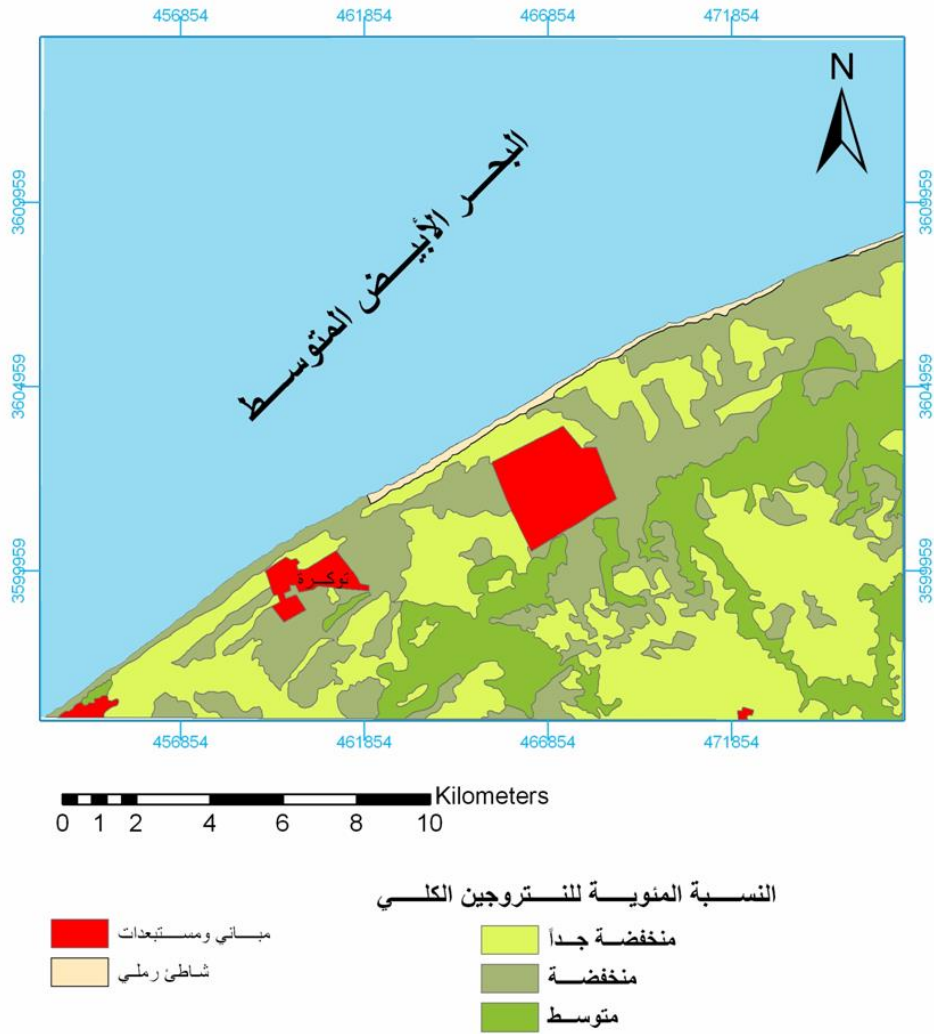 456854 461854 466854 471854
N
البحر الأبيض المتوسط
3609959 3609959
3604959 3604959
3599959 3599959
توكرة
456854 461854 466854 471854
Kilometers
0 1 2 4 6 8 10
النسبة المئوية للنتروجين الكلي
منخفضة جداً
منخفضة
متوسط
مباني ومستبعدات
شاطئ رملي